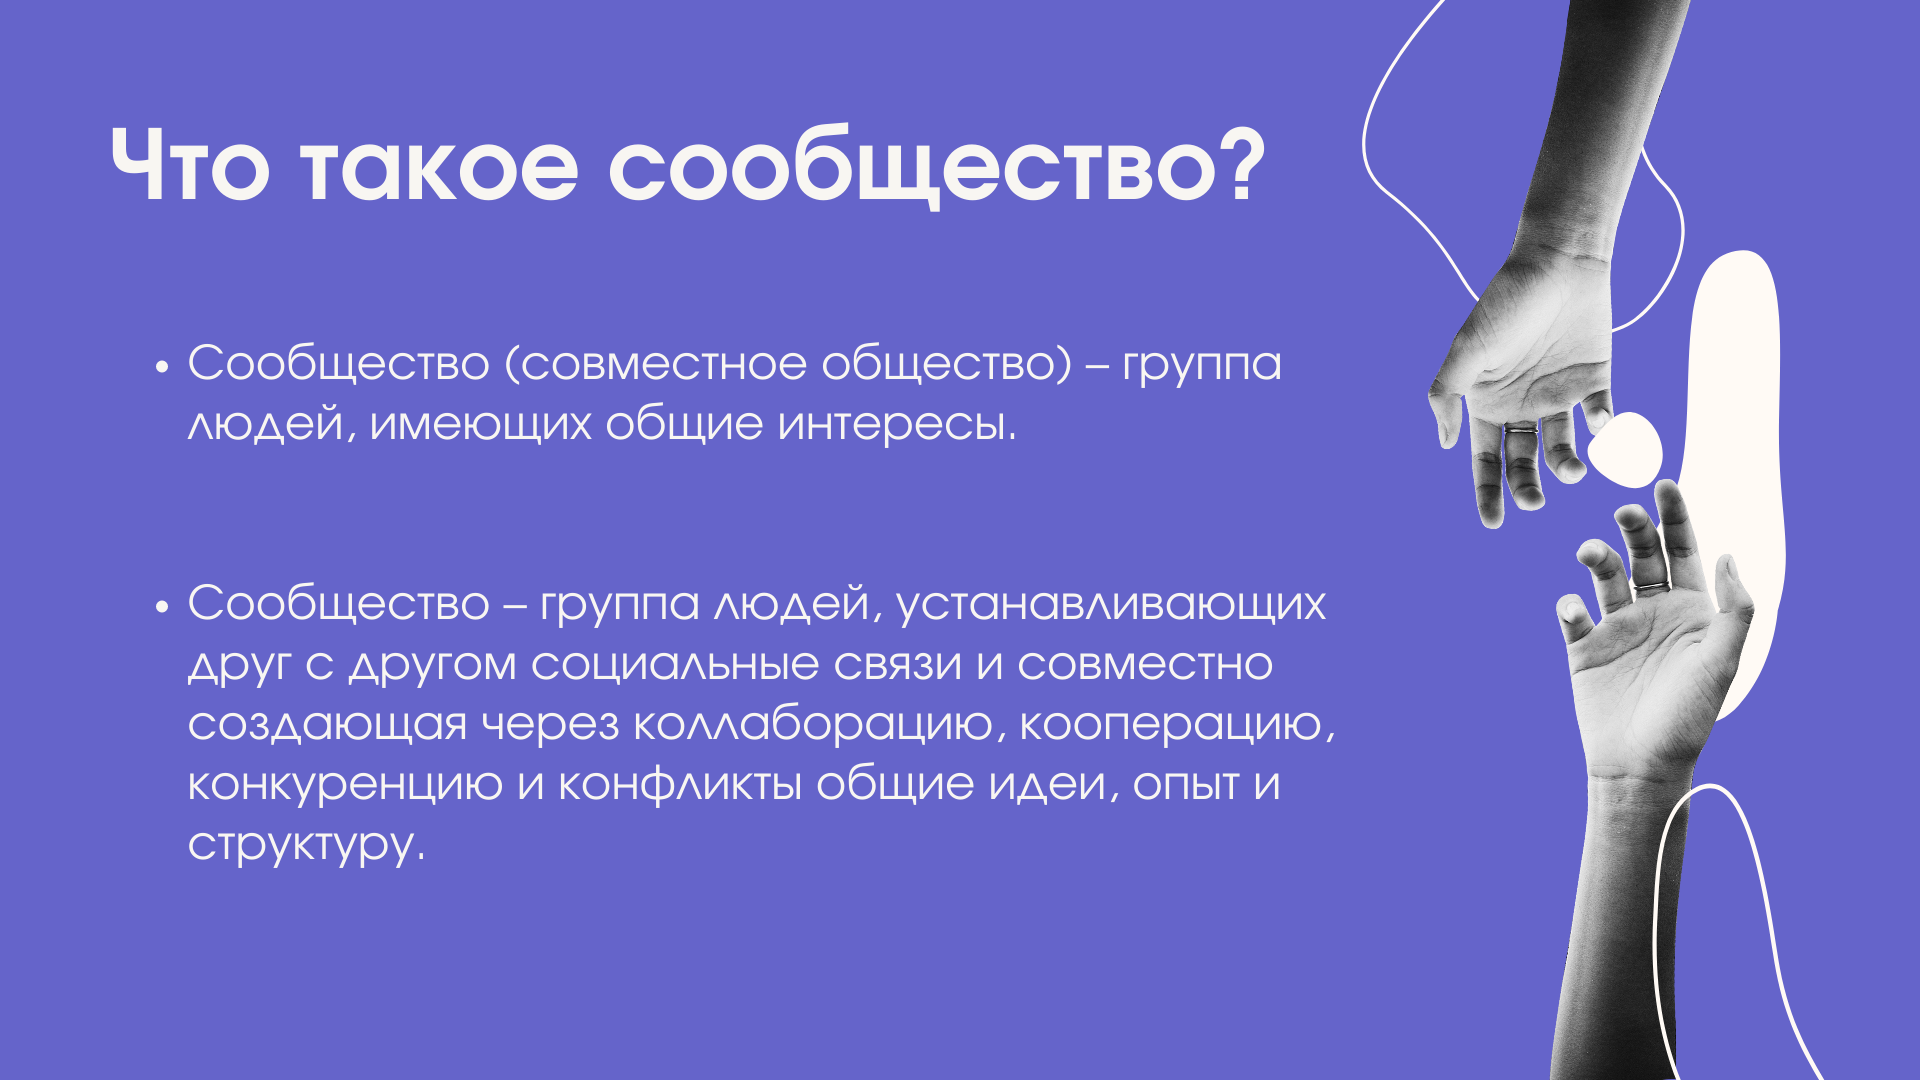 Что такое сообщество?
• Сообщество (совместное общество) – группа
людей, имеющих общие интересы.
• Сообщество – группа людей, устанавливающих
друг с другом социальные связи и совместно
создающая через коллаборацию, кооперацию,
конкуренцию и конфликты общие идеи, опыт и
структуру.